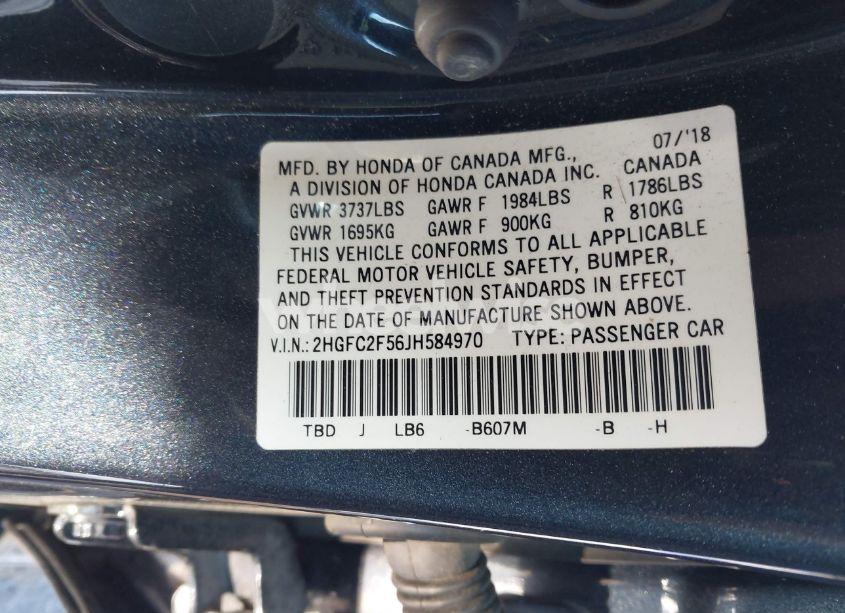 07/'18
MFD. BY HONDA OF CANADA MFG., CANADA
A DIVISION OF HONDA CANADA INC.
GVWR 3737LBS GAWR F 1984LBS R 1786LBS
GVWR 1695KG GAWR F 900KG R 810KG
THIS VEHICLE CONFORMS TO ALL APPLICABLE
FEDERAL MOTOR VEHICLE SAFETY, BUMPER,
AND THEFT PREVENTION STANDARDS IN EFFECT
ON THE DATE OF MANUFACTURE SHOWN ABOVE.
V.I.N.: 2HGFC2F56JH584970 TYPE: PASSENGER CAR
TBD J LB6 -B607M -B -H